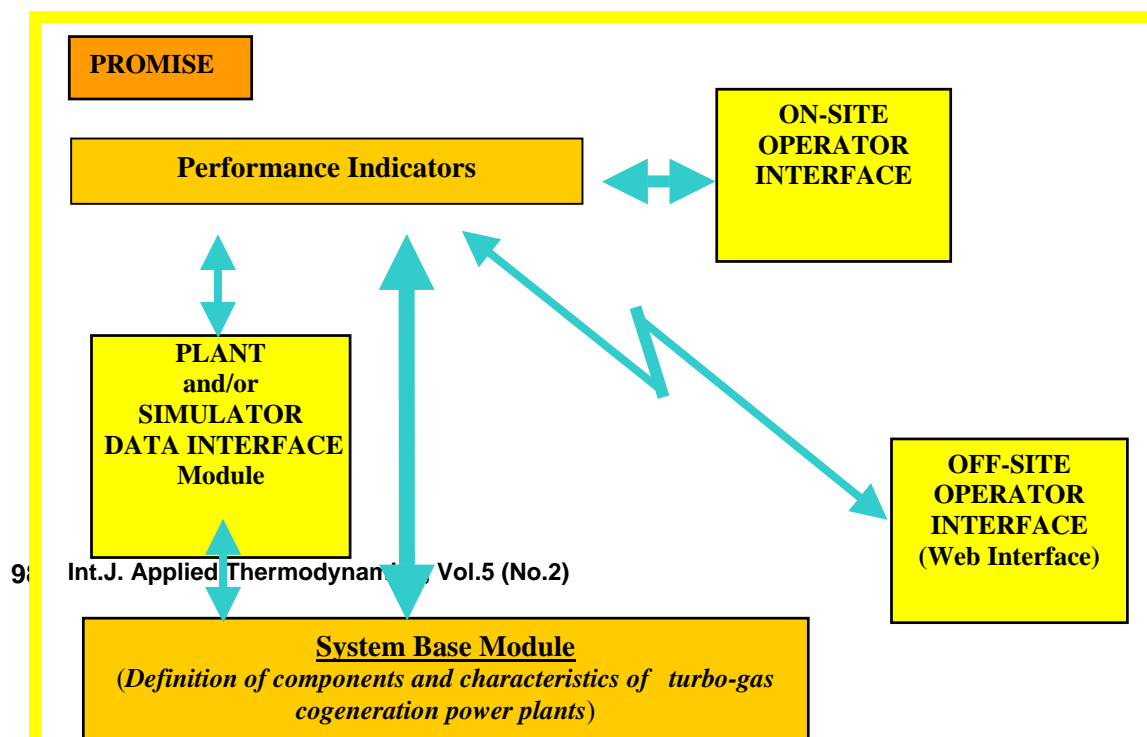 PROMISE
Performance Indicators
ON-SITE
OPERATOR
INTERFACE
PLANT
and/or
SIMULATOR
DATA INTERFACE
Module
OFF-SITE
OPERATOR
INTERFACE
(Web Interface)
Int.J. Applied Vol.5 (No.2)
System Base Module
(Definition of components and characteristics of turbo-gas
cogeneration power plants)